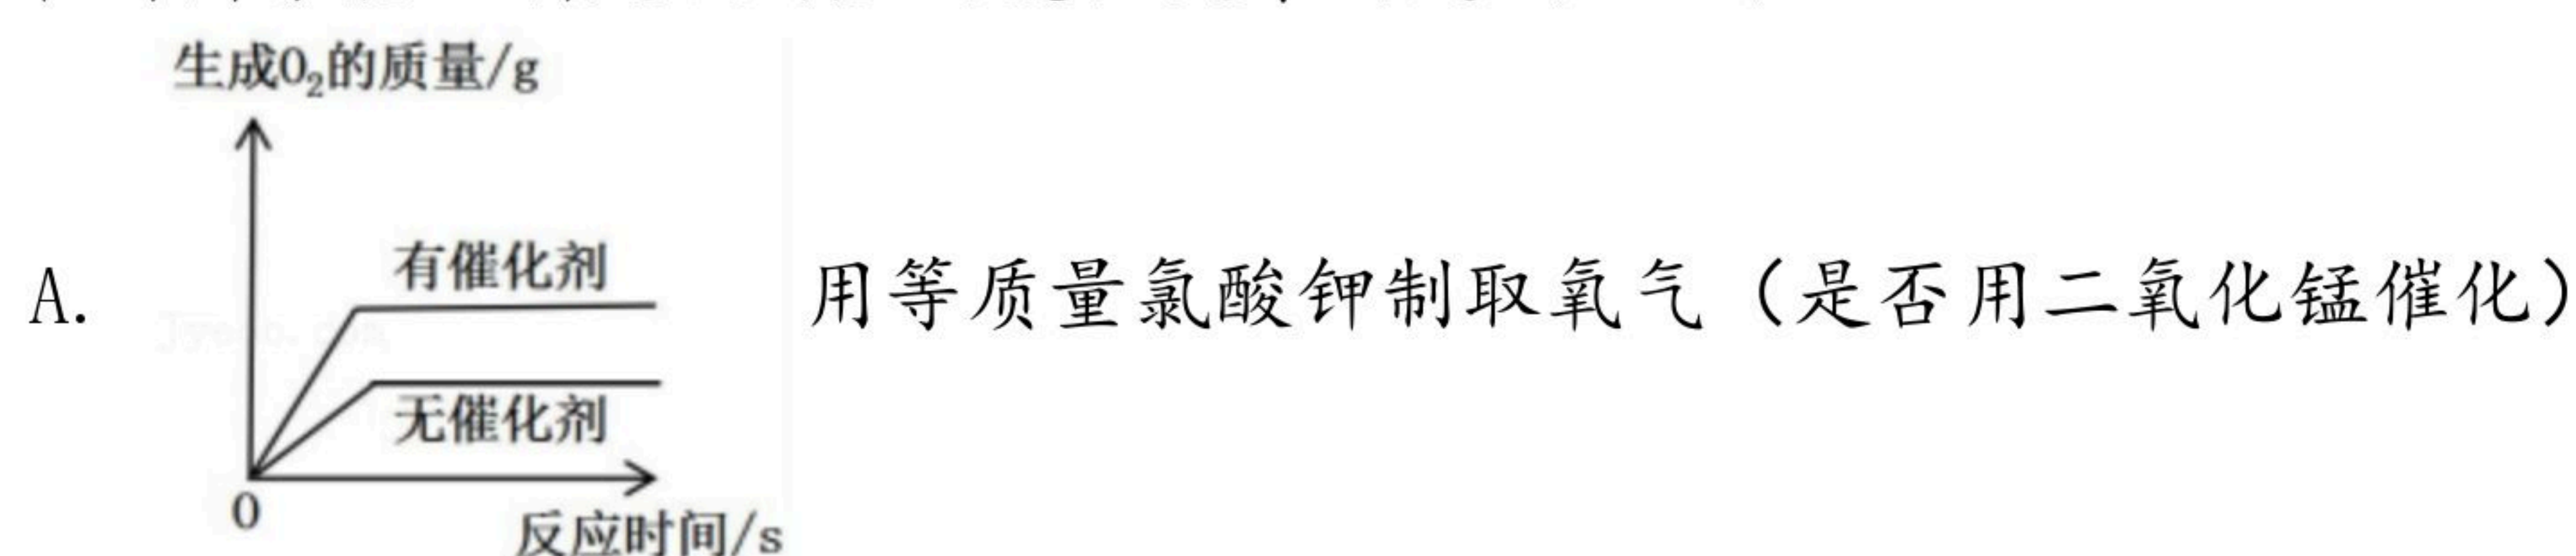 生成O₂的质量/g
有催化剂
A. 用等质量氯酸钾制取氧气（是否用二氧化锰催化）
无催化剂
0
反应时间/s